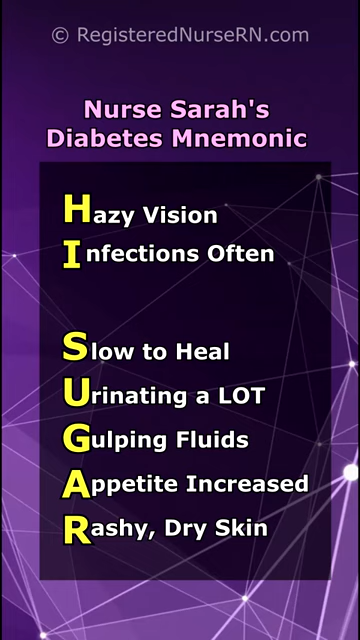 © RegisteredNurseRN.com
Nurse Sarah's
Diabetes Mnemonic
Hazy Vision
Infections Often
Slow to Heal
Urinating a LOT
Gulping Fluids
Appetite Increased
Rashy, Dry Skin